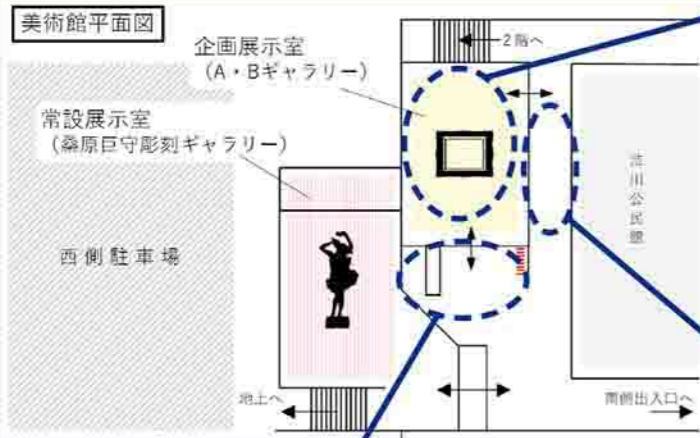 美術館平面図
企画展示室
（A・Bギャラリー）
2階へ
常設展示室
（桑原巨守彫刻ギャラリー）
西側駐車場
渋川公民館
地上へ
南側出入口へ